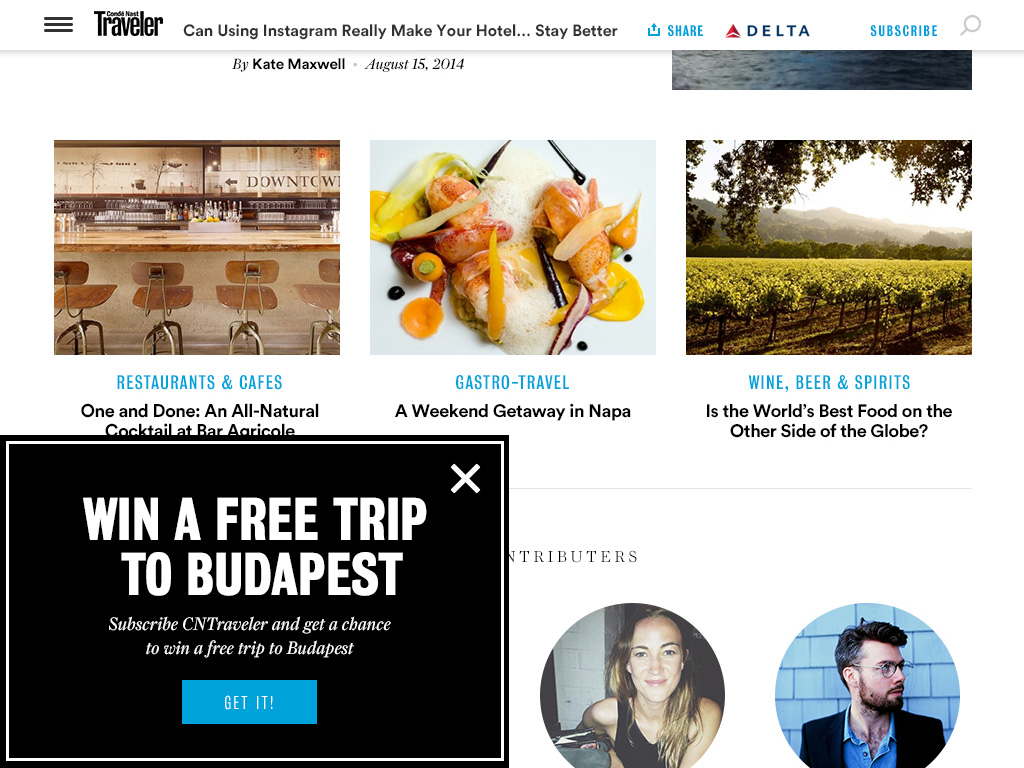 Condé Nast
Traveler
Can Using Instagram Really Make Your Hotel... Stay Better
SHARE
DELTA
SUBSCRIBE
By Kate Maxwell • August 15, 2014
DOWNTOWN
RESTAURANTS & CAFES
GASTRO-TRAVEL
WINE, BEER & SPIRITS
One and Done: An All-Natural
Cocktail at Bar Agricole
A Weekend Getaway in Napa
Is the World's Best Food on the
Other Side of the Globe?
WIN A FREE TRIP
TO BUDAPEST
Subscribe CNTraveler and get a chance
to win a free trip to Budapest
GET IT!
NTRIBUTERS